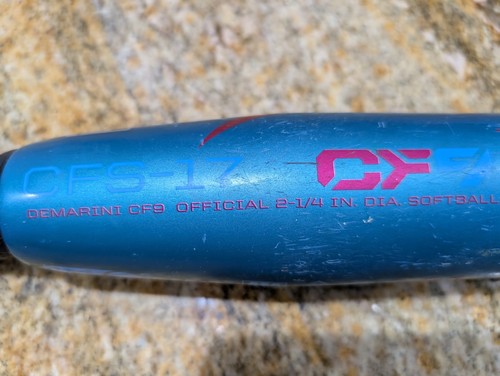 CFS-17 CF
DEMARINI CF9 OFFICIAL 2-1/4 IN. DIA. SOFTBALL